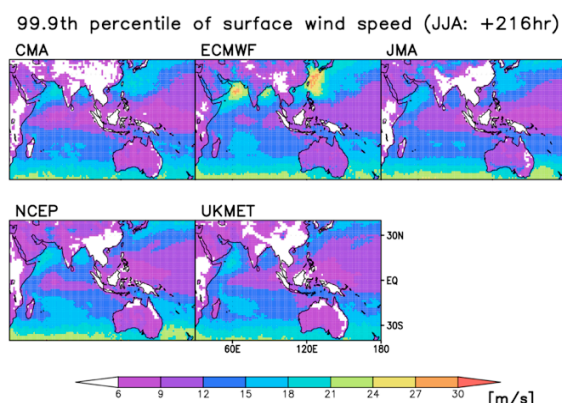 99.9th percentile of surface wind speed (JJA: +216hr)
CMA ECMWF JMA
NCEP UKMET
30N
EQ
30S
60E 120E 180
6 9 12 15 18 21 24 27 30
[m/s]